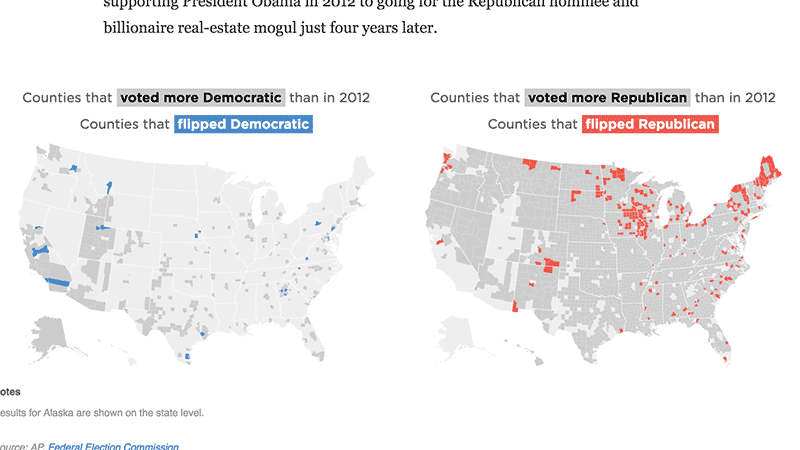 supporting President Obama in 2012 to going for the Republican nominee and
billionaire real-estate mogul just four years later.
Counties that voted more Democratic than in 2012
Counties that flipped Democratic
Counties that voted more Republican than in 2012
Counties that flipped Republican
otes
esults for Alaska are shown on the state level.
ource: AP, Federal Election Commission